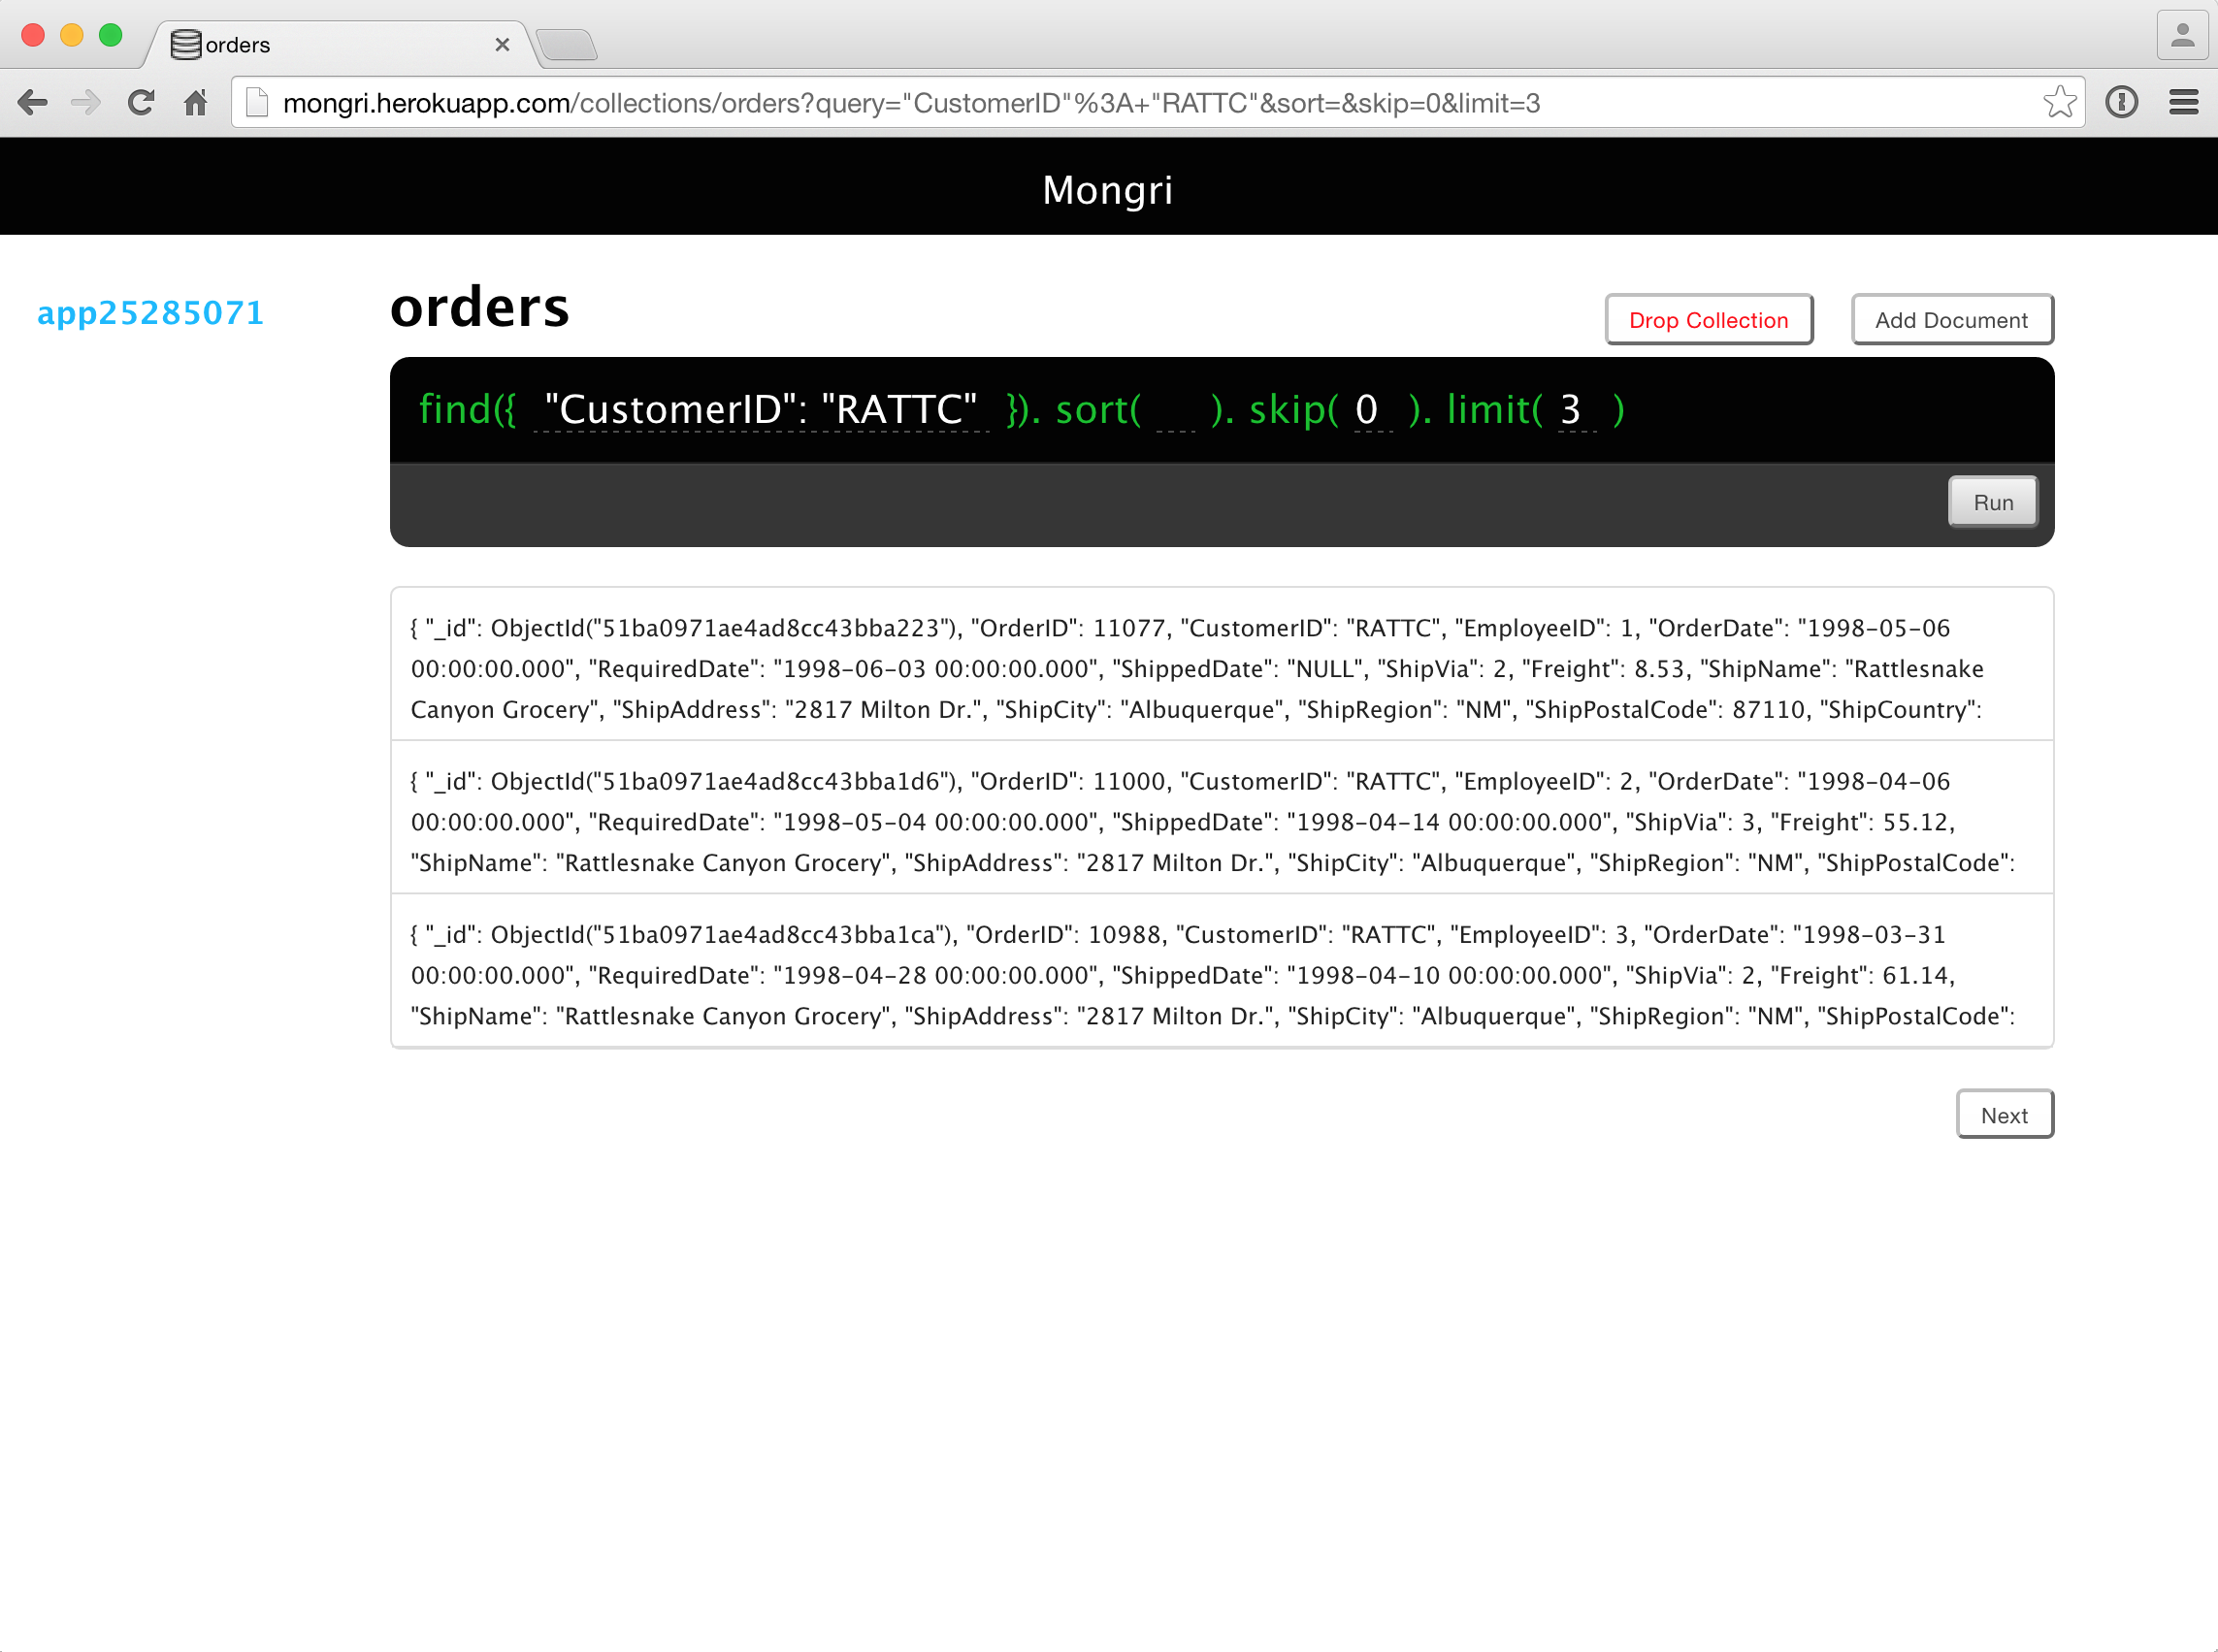 orders
mongri.herokuapp.com/collections/orders?query="CustomerID"%3A+"RATTC"&sort=&skip=0&limit=3
Mongri
app25285071
orders
Drop Collection
Add Document
find({ "CustomerID": "RATTC" }). sort( ). skip( 0 ). limit( 3 )
Run
{ "_id": ObjectId("51ba0971ae4ad8cc43bba223"), "OrderID": 11077, "CustomerID": "RATTC", "EmployeeID": 1, "OrderDate": "1998-05-06
00:00:00.000", "RequiredDate": "1998-06-03 00:00:00.000", "ShippedDate": "NULL", "ShipVia": 2, "Freight": 8.53, "ShipName": "Rattlesnake
Canyon Grocery", "ShipAddress": "2817 Milton Dr.", "ShipCity": "Albuquerque", "ShipRegion": "NM", "ShipPostalCode": 87110, "ShipCountry":
{ "_id": ObjectId("51ba0971ae4ad8cc43bba1d6"), "OrderID": 11000, "CustomerID": "RATTC", "EmployeeID": 2, "OrderDate": "1998-04-06
00:00:00.000", "RequiredDate": "1998-05-04 00:00:00.000", "ShippedDate": "1998-04-14 00:00:00.000", "ShipVia": 3, "Freight": 55.12,
"ShipName": "Rattlesnake Canyon Grocery", "ShipAddress": "2817 Milton Dr.", "ShipCity": "Albuquerque", "ShipRegion": "NM", "ShipPostalCode":
{ "_id": ObjectId("51ba0971ae4ad8cc43bba1ca"), "OrderID": 10988, "CustomerID": "RATTC", "EmployeeID": 3, "OrderDate": "1998-03-31
00:00:00.000", "RequiredDate": "1998-04-28 00:00:00.000", "ShippedDate": "1998-04-10 00:00:00.000", "ShipVia": 2, "Freight": 61.14,
"ShipName": "Rattlesnake Canyon Grocery", "ShipAddress": "2817 Milton Dr.", "ShipCity": "Albuquerque", "ShipRegion": "NM", "ShipPostalCode":
Next